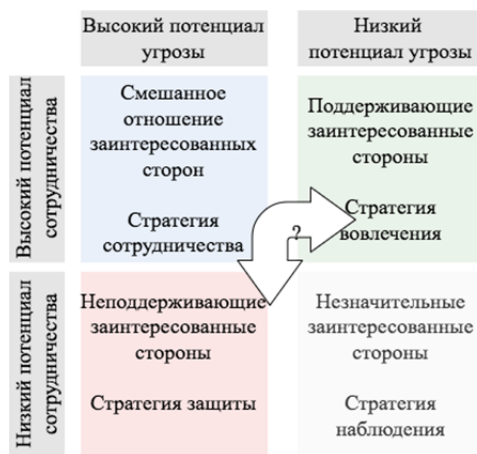 Высокий потенциал
угрозы
Низкий
потенциал угрозы
Высокий потенциал
сотрудничества
Смешанное
отношение
заинтересованных
сторон
Стратегия
сотрудничества
Поддерживающие
заинтересованные
стороны
Стратегия
вовлечения
?
Низкий потенциал
сотрудничества
Неподдерживающие
заинтересованные
стороны
Стратегия защиты
Незначительные
заинтересованные
стороны
Стратегия
наблюдения